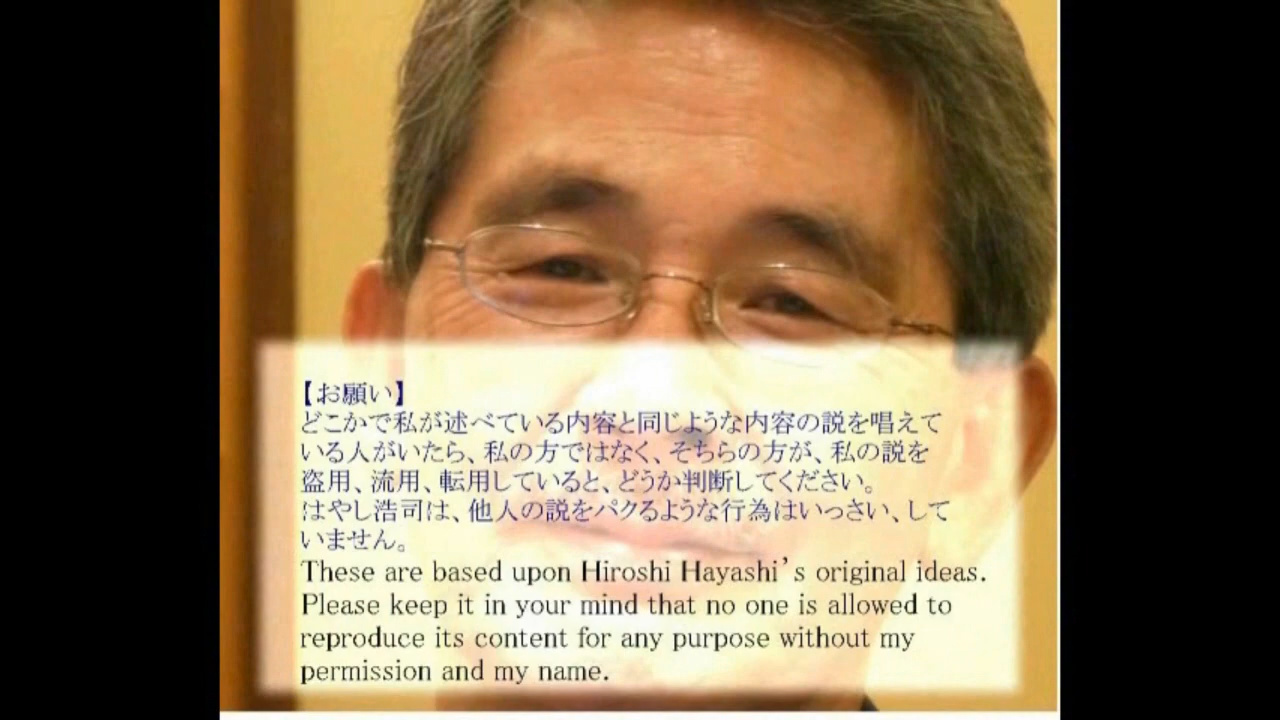 【お願い】
どこかで私が述べている内容と同じような内容の説を唱えて
いる人がいたら、私の方ではなく、そちらの方が、私の説を
盗用、流用、転用していると、どうか判断してください。
はやし浩司は、他人の説をパクるような行為はいっさい、して
いません。
These are based upon Hiroshi Hayashi’s original ideas.
Please keep it in your mind that no one is allowed to
reproduce its content for any purpose without my
permission and my name.